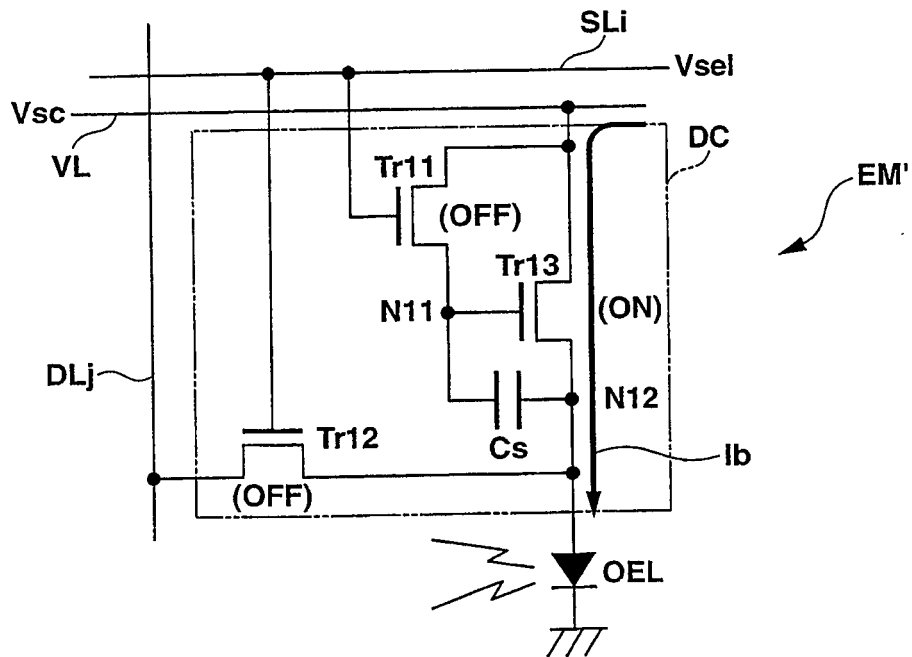 SLi
Vsel
Vsc
VL
DC
Tr11
EM'
(OFF)
Tr13
N11
(ON)
DLj
N12
Tr12
Cs
Ib
(OFF)
OEL